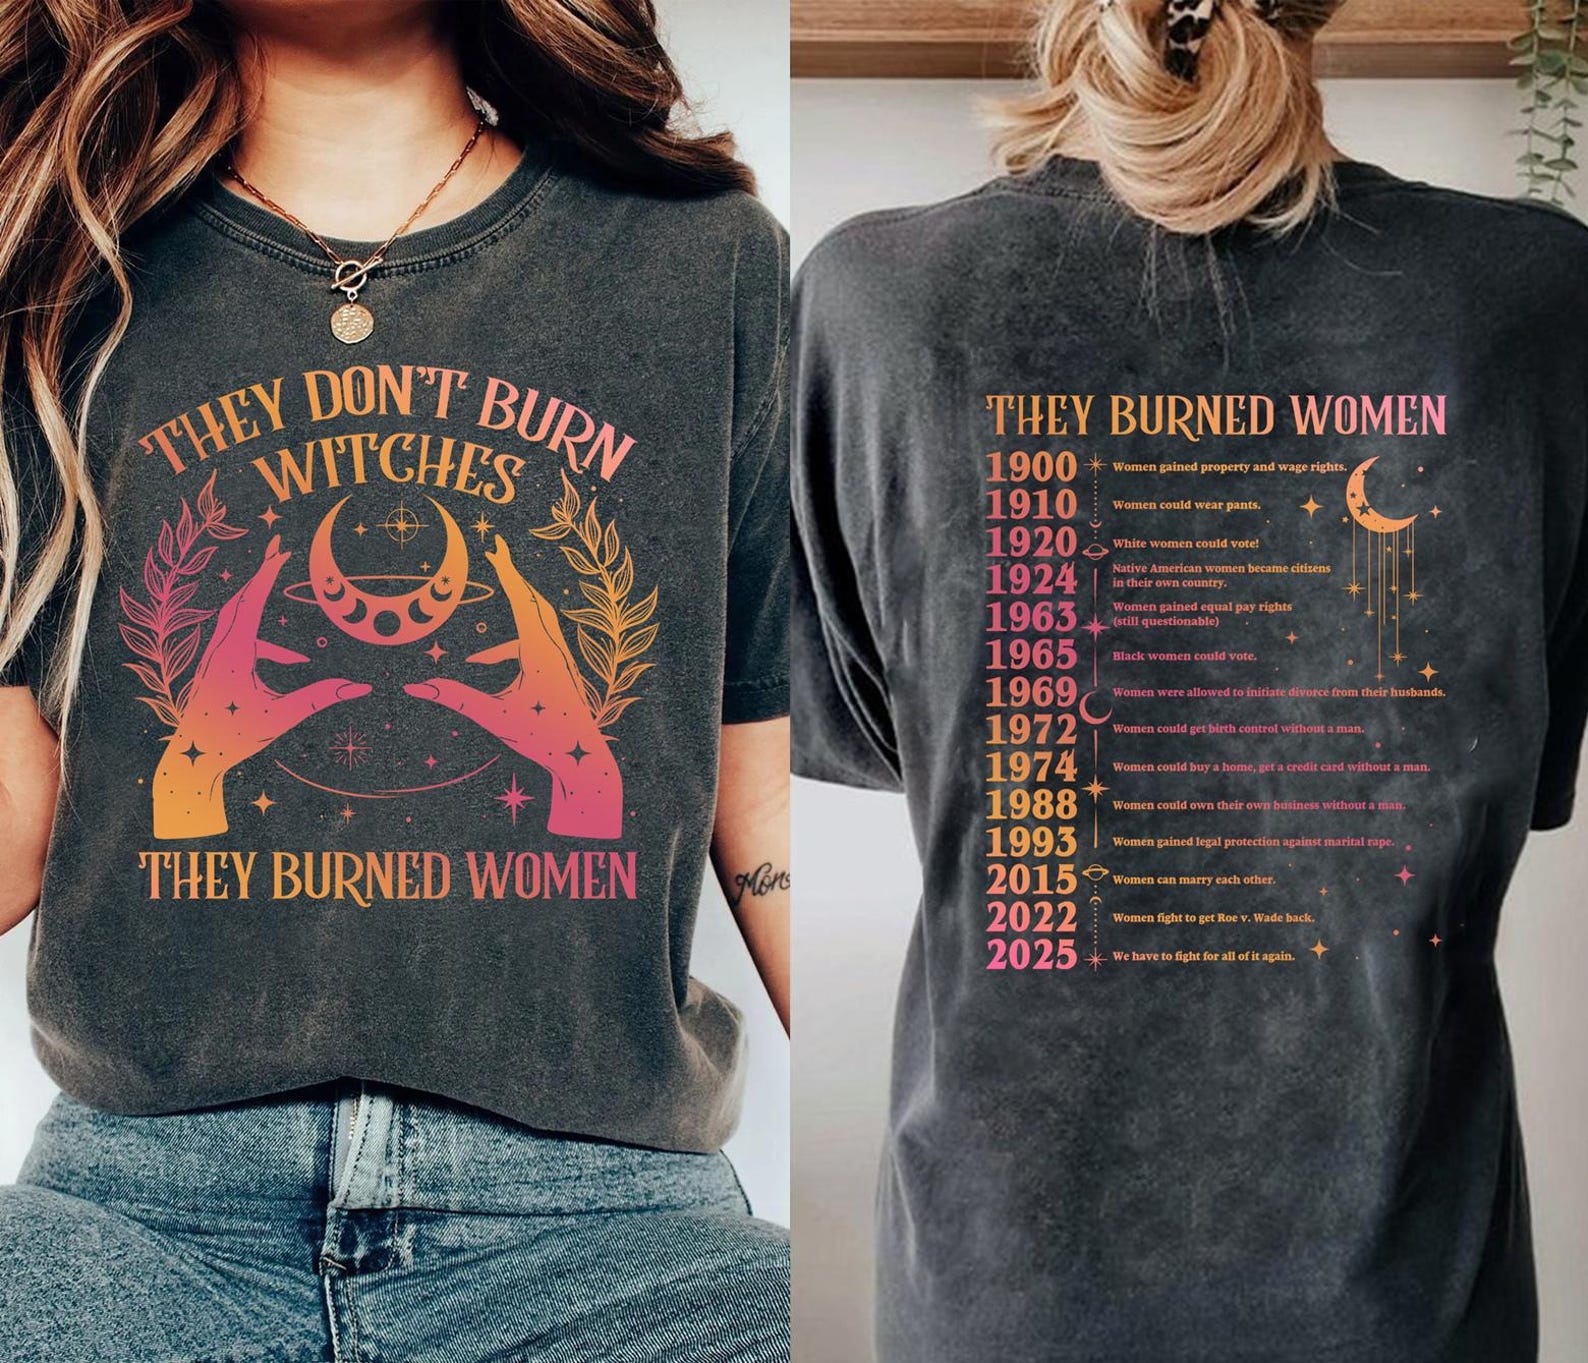 THEY DON'T BURN
WITCHES
THEY BURNED WOMEN
THEY BURNED WOMEN
1900 Women gained property and wage rights.
1910 Women could wear pants.
1920 White women could vote!
1924 Native American women became citizens
in their own country.
1963 Women gained equal pay rights
(still questionable)
1965 Black women could vote.
1969 Women were allowed to initiate divorce from their husbands.
1972 Women could get birth control without a man.
1974 Women could buy a home, get a credit card without a man.
1988 Women could own their own business without a man.
1993 Women gained legal protection against marital rape.
2015 Women can marry each other.
2022 Women fight to get Roe v. Wade back.
2025 We have to fight for all of it again.